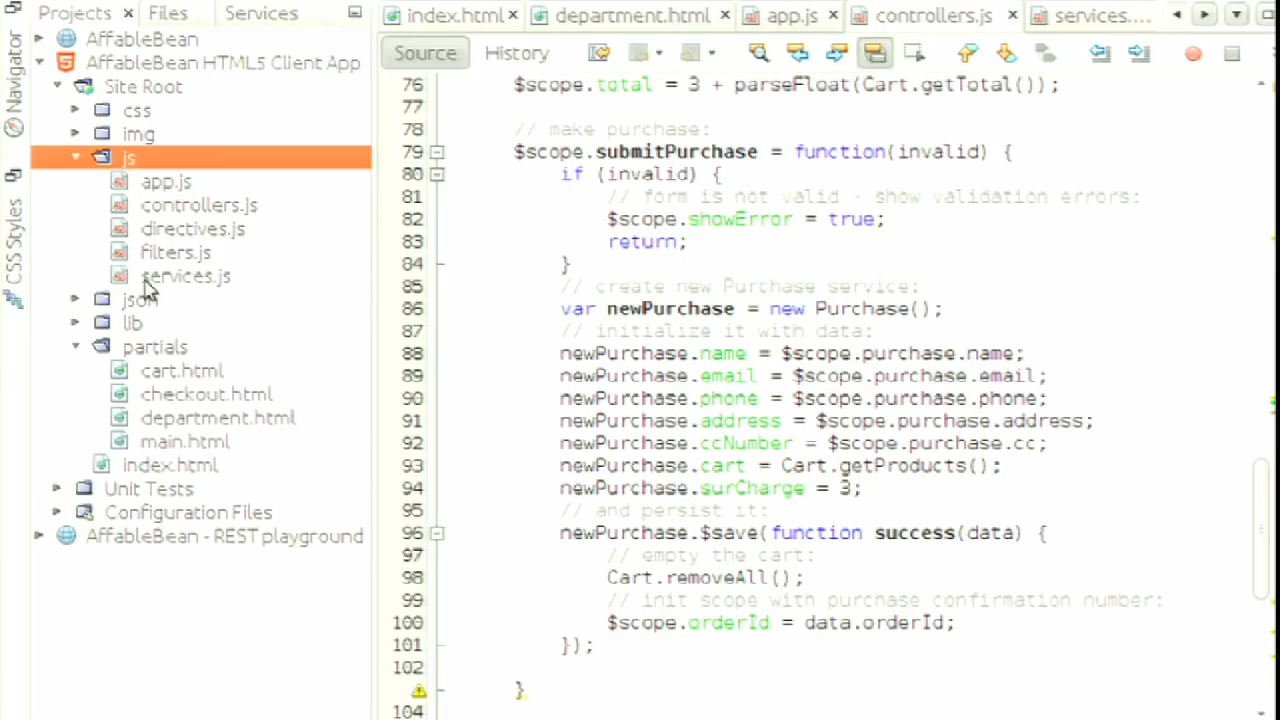 Projects Files Services
Navigator
CSS Styles
AffableBean
AffableBean HTML5 Client App
Site Root
css
img
js
app.js
controllers.js
directives.js
filters.js
services.js
json
lib
partials
cart.html
checkout.html
department.html
main.html
index.html
Unit Tests
Configuration Files
AffableBean - REST playground
index.html department.html app.js controllers.js services....
Source History
76 $scope.total = 3 + parseFloat(Cart.getTotal());
77
78 // make purchase:
79 $scope.submitPurchase = function(invalid) {
80 if (invalid) {
81 // form is not valid - show validation errors:
82 $scope.showError = true;
83 return;
84 }
85 // create new Purchase service:
86 var newPurchase = new Purchase();
87 // initialize it with data:
88 newPurchase.name = $scope.purchase.name;
89 newPurchase.email = $scope.purchase.email;
90 newPurchase.phone = $scope.purchase.phone;
91 newPurchase.address = $scope.purchase.address;
92 newPurchase.ccNumber = $scope.purchase.cc;
93 newPurchase.cart = Cart.getProducts();
94 newPurchase.surCharge = 3;
95 // and persist it:
96 newPurchase.$save(function success(data) {
97 // empty the cart:
98 Cart.removeAll();
99 // init scope with purchase confirmation number:
100 $scope.orderId = data.orderId;
101 });
102
}
104